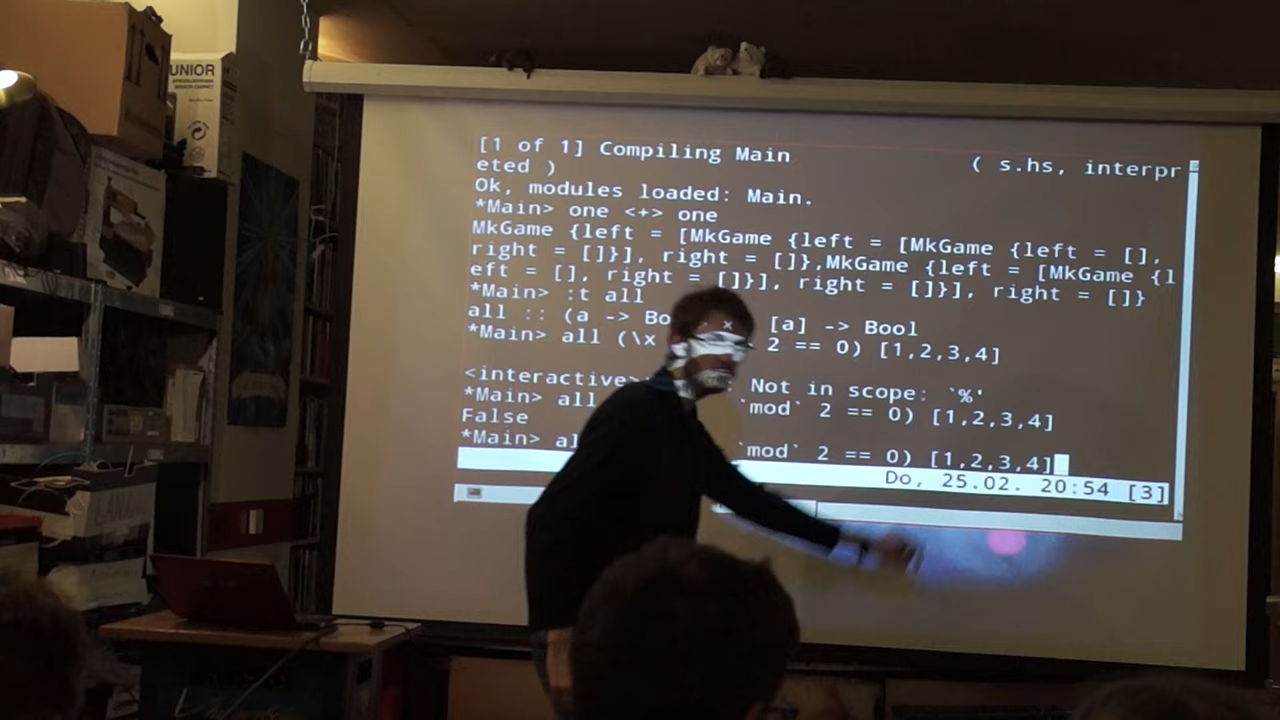 UNIOR
[1 of 1] Compiling Main ( s.hs, interpr
eted )
Ok, modules loaded: Main.
*Main> one <+> one
MkGame {left = [MkGame {left = [MkGame {left = [],
right = []}], right = []},MkGame {left = [MkGame {l
eft = [], right = []}], right = []}], right = []}
*Main> :t all
all :: (a -> Bo [a] -> Bool
*Main> all (\x 2 == 0) [1,2,3,4]
<interactive> Not in scope: `%'
*Main> all `mod` 2 == 0) [1,2,3,4]
False
*Main> al `mod` 2 == 0) [1,2,3,4]
Do, 25.02. 20:54 [3]